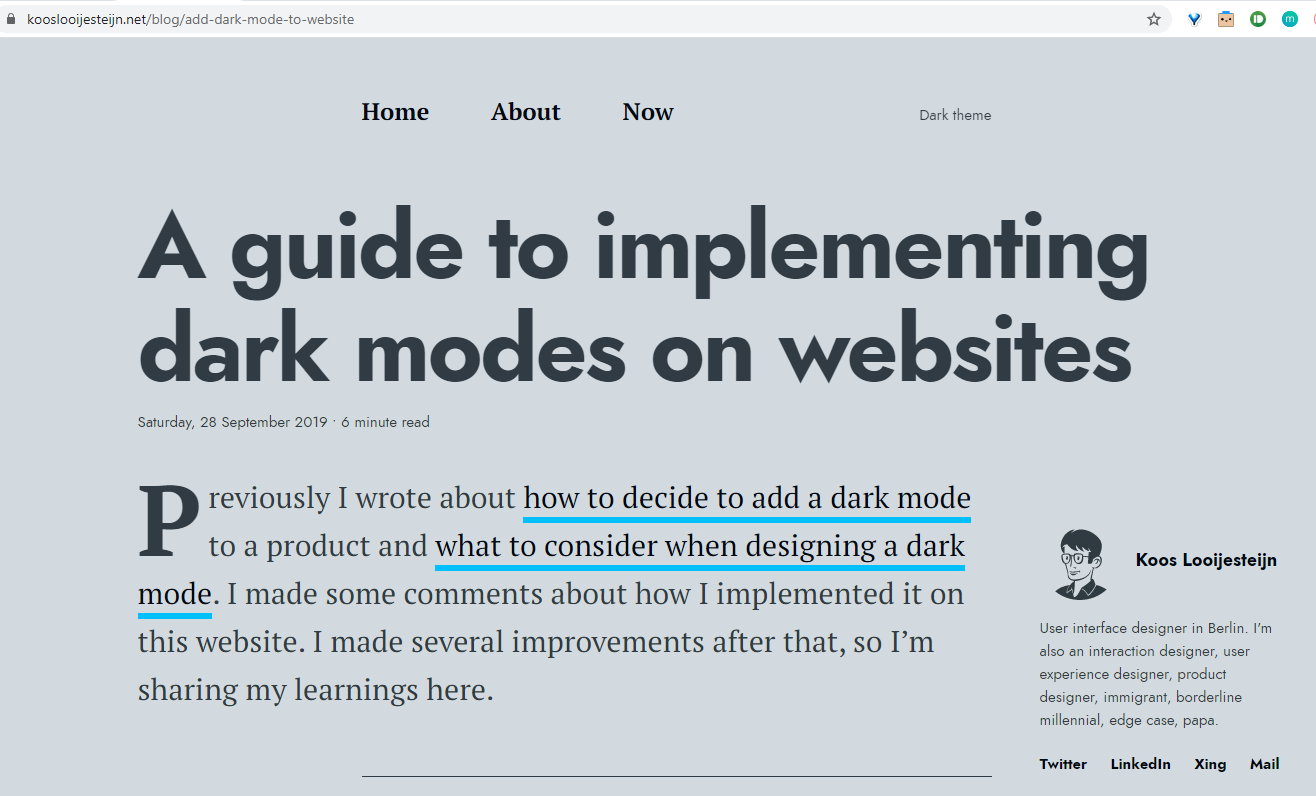 kooslooijesteijn.net/blog/add-dark-mode-to-website
Home About Now Dark theme
A guide to implementing
dark modes on websites
Saturday, 28 September 2019 · 6 minute read
Previously I wrote about how to decide to add a dark mode
to a product and what to consider when designing a dark
mode. I made some comments about how I implemented it on
this website. I made several improvements after that, so I’m
sharing my learnings here.
Koos Looijesteijn
User interface designer in Berlin. I’m
also an interaction designer, user
experience designer, product
designer, immigrant, borderline
millennial, edge case, papa.
Twitter LinkedIn Xing Mail